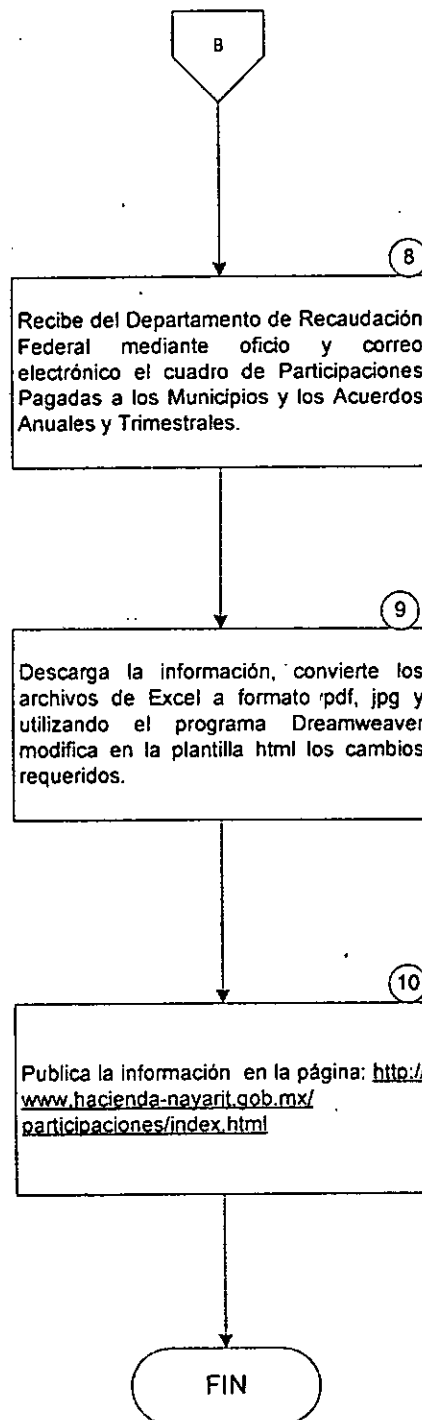 B
8
Recibe del Departamento de Recaudación
Federal mediante oficio y correo
electrónico el cuadro de Participaciones
Pagadas a los Municipios y los Acuerdos
Anuales y Trimestrales.
9
Descarga la información, convierte los
archivos de Excel a formato pdf, jpg y
utilizando el programa Dreamweaver
modifica en la plantilla html los cambios
requeridos.
10
Publica la información en la página: http://
www.hacienda-nayarit.gob.mx/
participaciones/index.html
FIN